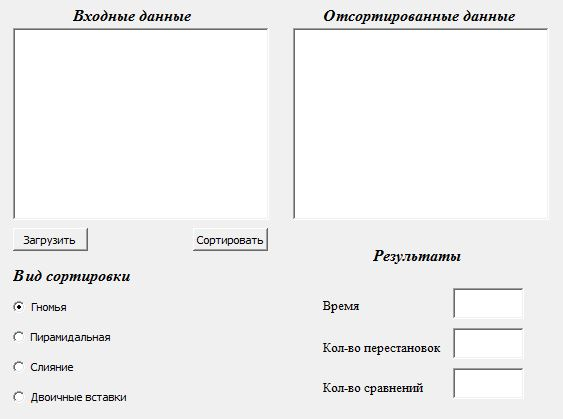 Входные данные
Отсортированные данные
Загрузить
Сортировать
Вид сортировки
Гномья
Пирамидальная
Слияние
Двоичные вставки
Результаты
Время
Кол-во перестановок
Кол-во сравнений